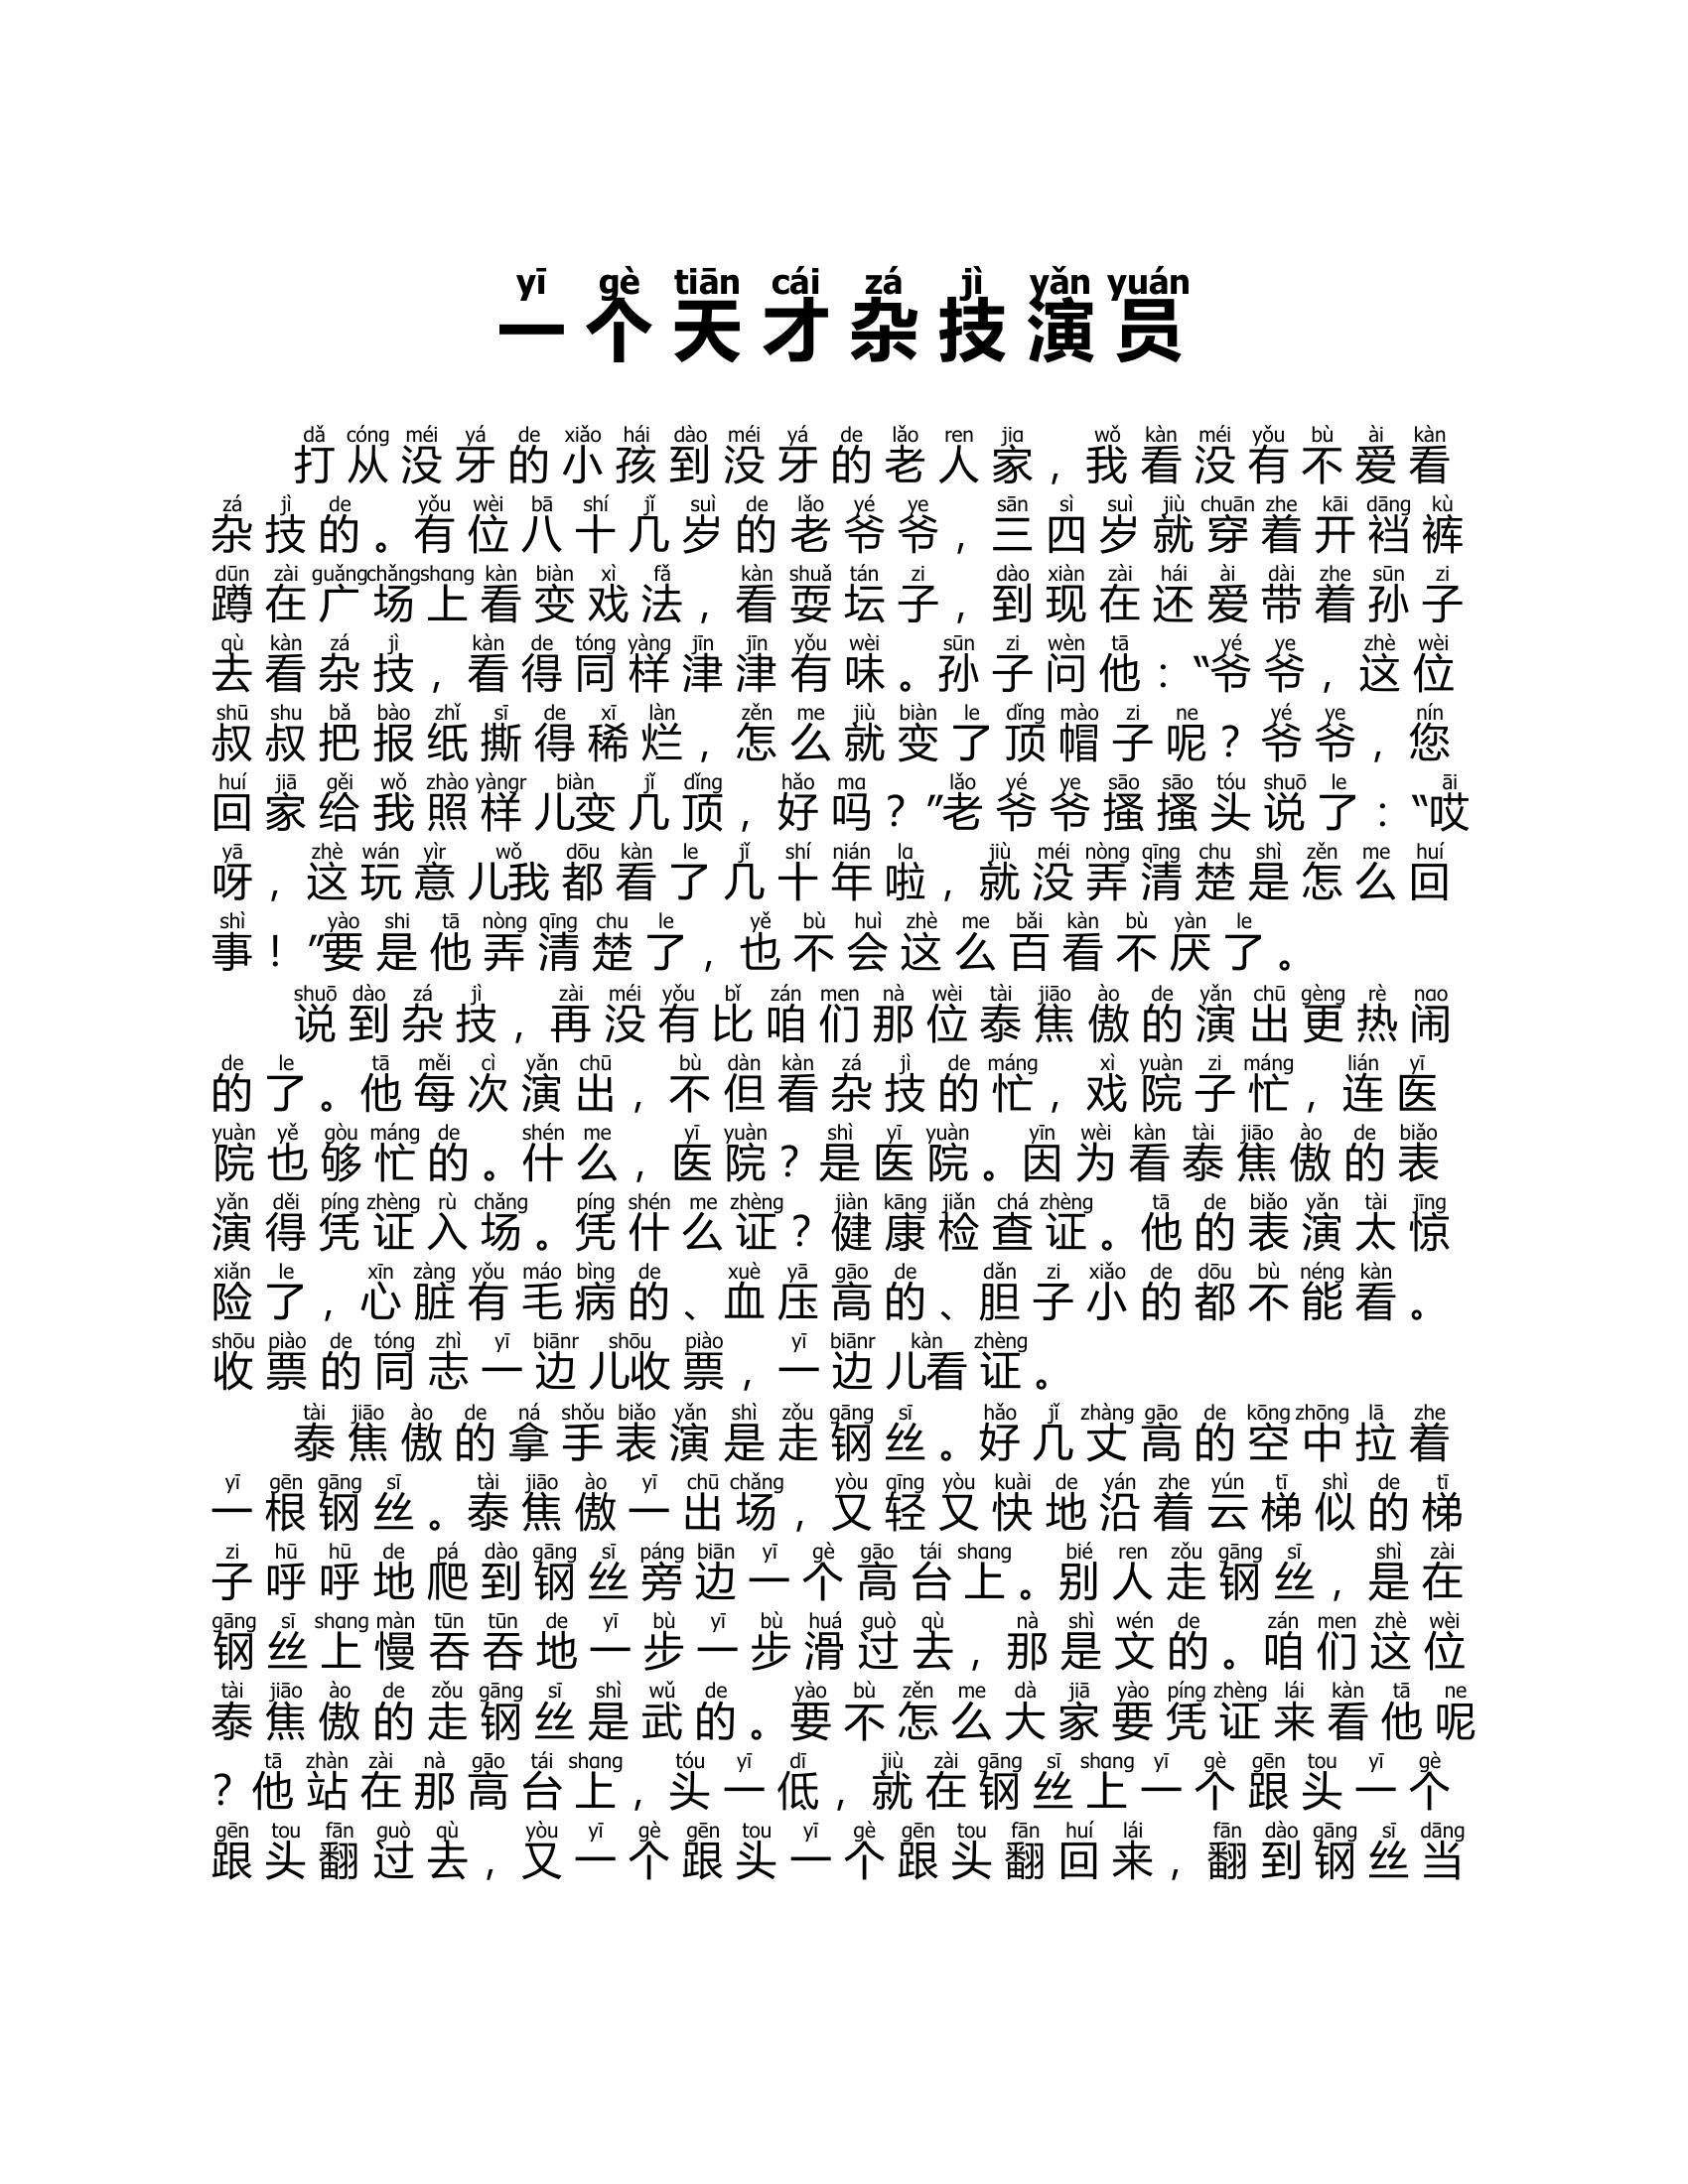 yī gè tiān cái zá jì yǎn yuán
一个天才杂技演员
dǎ cóng méi yá de xiǎo hái dào méi yá de lǎo ren jia wǒ kàn méi yǒu bù ài kàn
打从没牙的小孩到没牙的老人家，我看没有不爱看
zá jì de yǒu wèi bā shí jǐ suì de lǎo yé ye sān sì suì jiù chuān zhe kāi dāng kù
杂技的。有位八十几岁的老爷爷，三四岁就穿着开裆裤
dūn zài guǎng chǎng shang kàn biàn xì fǎ kàn shuǎ tán zi dào xiàn zài hái ài dài zhe sūn zi
蹲在广场上看变戏法，看耍坛子，到现在还爱带着孙子
qù kàn zá jì kàn de tóng yàng jīn jīn yǒu wèi sūn zi wèn tā yé ye zhè wèi
去看杂技，看得同样津津有味。孙子问他：“爷爷，这位
shū shu bǎ bào zhǐ sī de xī làn zěn me jiù biàn le dǐng mào zi ne yé ye nín
叔叔把报纸撕得稀烂，怎么就变了顶帽子呢？爷爷，您
huí jiā gěi wǒ zhào yàngr biàn jǐ dǐng hǎo ma lǎo yé ye sāo sāo tóu shuō le āi
回家给我照样儿变几顶，好吗？”老爷爷搔搔头说了：“哎
yā zhè wán yìr wǒ dōu kàn le jǐ shí nián la jiù méi nòng qīng chu shì zěn me huí
呀，这玩意儿我都看了几十年啦，就没弄清楚是怎么回
shì yào shi tā nòng qīng chu le yě bù huì zhè me bǎi kàn bù yàn le
事！”要是他弄清楚了，也不会这么百看不厌了。
shuō dào zá jì zài méi yǒu bǐ zán men nà wèi tài jiāo ào de yǎn chū gèng rè nao
说到杂技，再没有比咱们那位泰焦傲的演出更热闹
de le tā měi cì yǎn chū bù dàn kàn zá jì de máng xì yuàn zi máng lián yī
的了。他每次演出，不但看杂技的忙，戏院子忙，连医
yuàn yě gòu máng de shén me yī yuàn shì yī yuàn yīn wèi kàn tài jiāo ào de biǎo
院也够忙的。什么，医院？是医院。因为看泰焦傲的表
yǎn děi píng zhèng rù chǎng píng shén me zhèng jiàn kāng jiǎn chá zhèng tā de biǎo yǎn tài jīng
演得凭证入场。凭什么证？健康检查证。他的表演太惊
xiǎn le xīn zàng yǒu máo bìng de xuè yā gāo de dǎn zi xiǎo de dōu bù néng kàn
险了，心脏有毛病的、血压高的、胆子小的都不能看。
shōu piào de tóng zhì yī biānr shōu piào yī biānr kàn zhèng
收票的同志一边儿收票，一边儿看证。
tài jiāo ào de ná shǒu biǎo yǎn shì zǒu gāng sī hǎo jǐ zhàng gāo de kōng zhōng lā zhe
泰焦傲的拿手表演是走钢丝。好几丈高的空中拉着
yī gēn gāng sī tài jiāo ào yī chū chǎng yòu qīng yòu kuài de yán zhe yún tī shì de tī
一根钢丝。泰焦傲一出场，又轻又快地沿着云梯似的梯
zi hū hū de pá dào gāng sī páng biān yī gè gāo tái shang bié ren zǒu gāng sī shì zài
子呼呼地爬到钢丝旁边一个高台上。别人走钢丝，是在
gāng sī shang màn tūn tūn de yī bù yī bù huá guò qù nà shì wén de zán men zhè wèi
钢丝上慢吞吞地一步一步滑过去，那是文的。咱们这位
tài jiāo ào de zǒu gāng sī shì wǔ de yào bù zěn me dà jiā yào píng zhèng lái kàn tā ne
泰焦傲的走钢丝是武的。要不怎么大家要凭证来看他呢
tā zhàn zài nà gāo tái shang tóu yī dī jiù zài gāng sī shang yī gè gēn tou yī gè
？他站在那高台上，头一低，就在钢丝上一个跟头一个
gēn tou fān guò qù yòu yī gè gēn tou yī gè gēn tou fān huí lái fān dào gāng sī dāng
跟头翻过去，又一个跟头一个跟头翻回来，翻到钢丝当